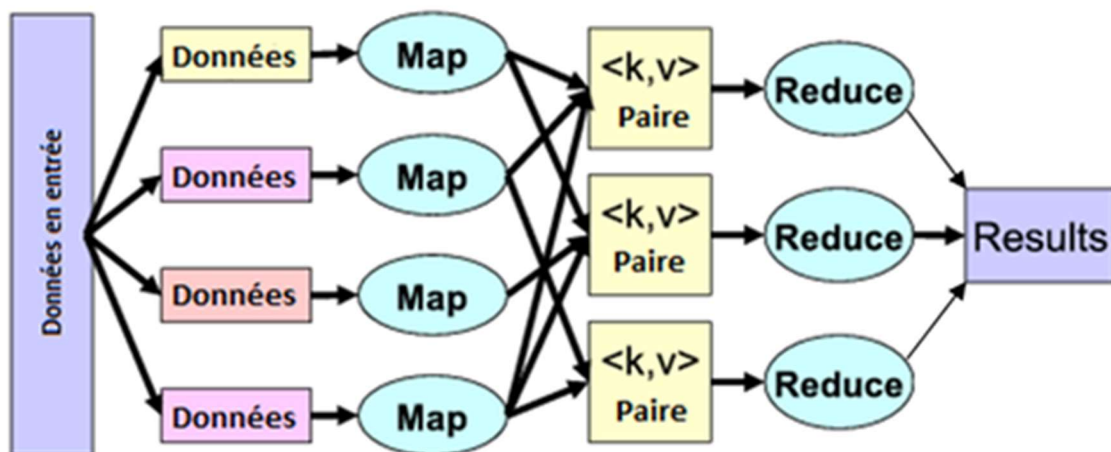 Données en entrée
Données
Map
Données
Map
Données
Map
Données
Map
<k,v>
Paire
<k,v>
Paire
<k,v>
Paire
Reduce
Reduce
Reduce
Results